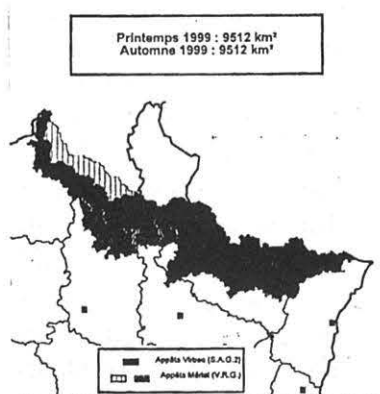 Printemps 1999 : 9512 km²
Automne 1999 : 9512 km²
Appâts Virbac (S.A.G.2)
Appâts Mérial (V.R.G.)